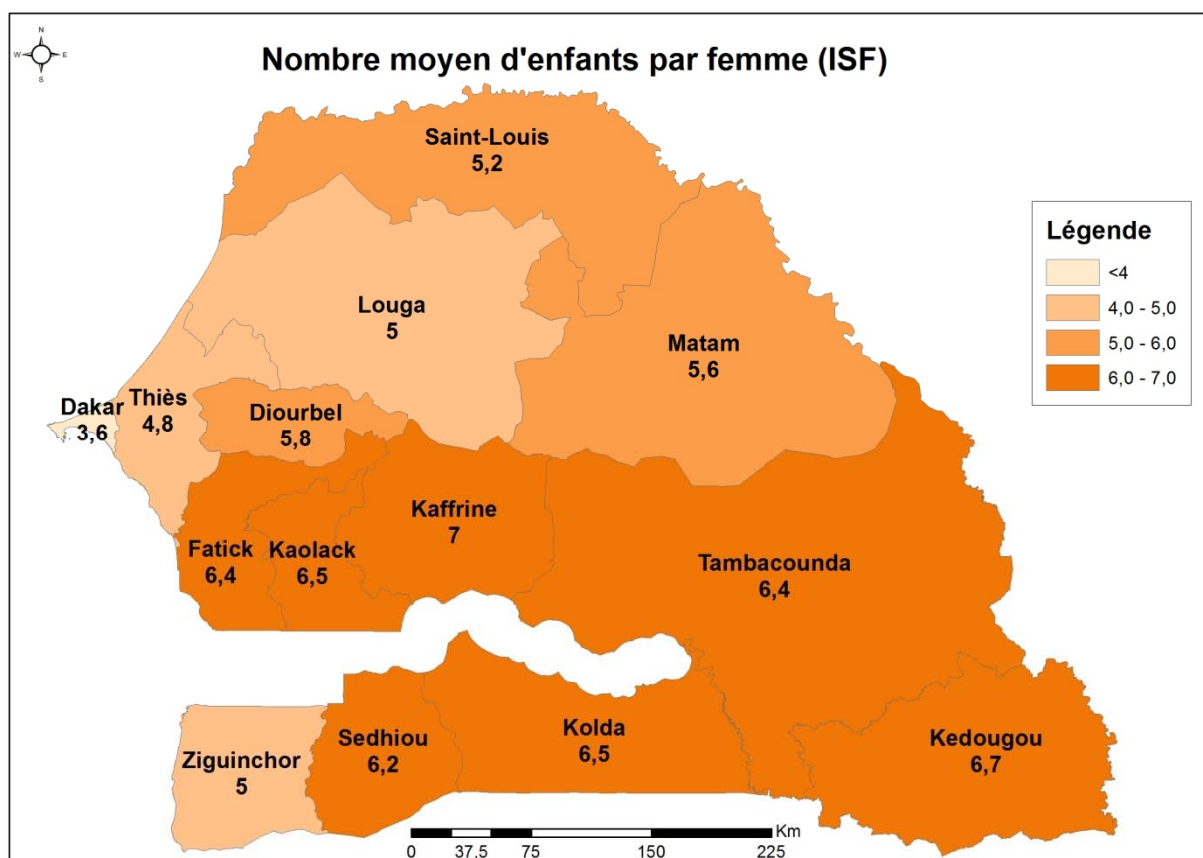 N
W E
S
Nombre moyen d'enfants par femme (ISF)
Saint-Louis
5,2
Louga
5
Matam
5,6
Dakar
3,6
Thiès
4,8
Diourbel
5,8
Fatick
6,4
Kaolack
6,5
Kaffrine
7
Tambacounda
6,4
Ziguinchor
5
Sedhiou
6,2
Kolda
6,5
Kedougou
6,7
Légende
<4
4,0 - 5,0
5,0 - 6,0
6,0 - 7,0
Km
0 37,5 75 150 225